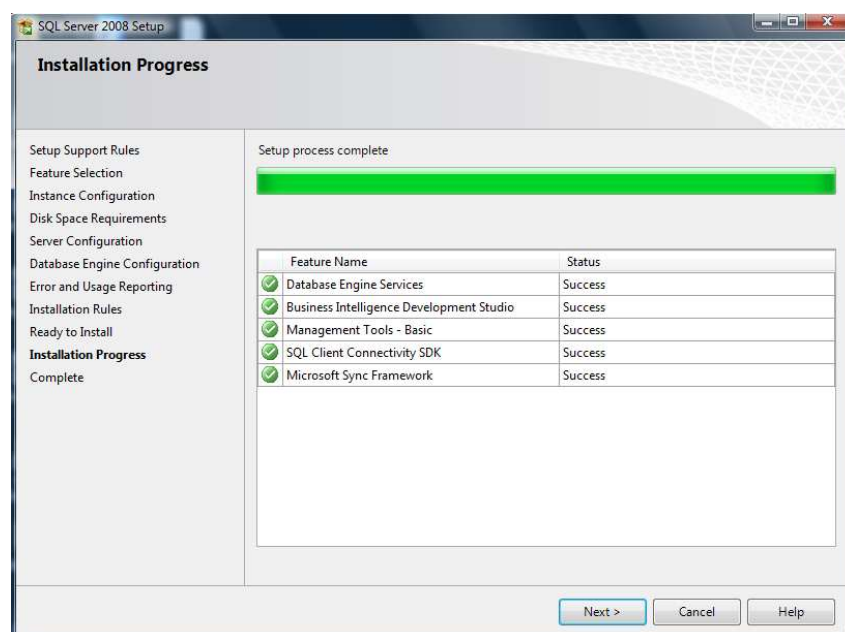 SQL Server 2008 Setup
Installation Progress
Setup Support Rules
Feature Selection
Instance Configuration
Disk Space Requirements
Server Configuration
Database Engine Configuration
Error and Usage Reporting
Installation Rules
Ready to Install
Installation Progress
Complete
Setup process complete
Feature Name Status
Database Engine Services Success
Business Intelligence Development Studio Success
Management Tools - Basic Success
SQL Client Connectivity SDK Success
Microsoft Sync Framework Success
Next > Cancel Help